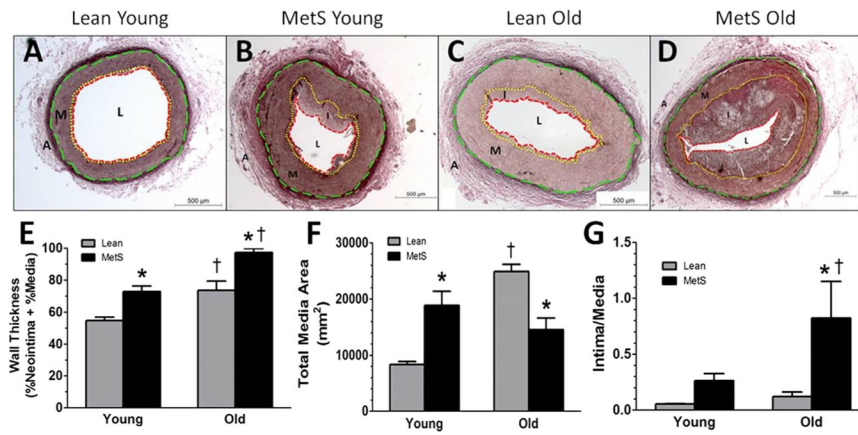 Lean Young MetS Young Lean Old MetS Old
A B C D
L M A 500 µm
I L M A 500 µm
L M A 500 µm
A M I L 500 µm
E
Lean
MetS
Wall Thickness
(%Neointima + %Media)
100
80
60
40
20
0
* † * †
Young Old
F
Lean
MetS
Total Media Area
(mm²)
30000
20000
10000
0
* † *
Young Old
G
Lean
MetS
Intima/Media
1.5
1.0
0.5
0.0
* †
Young Old